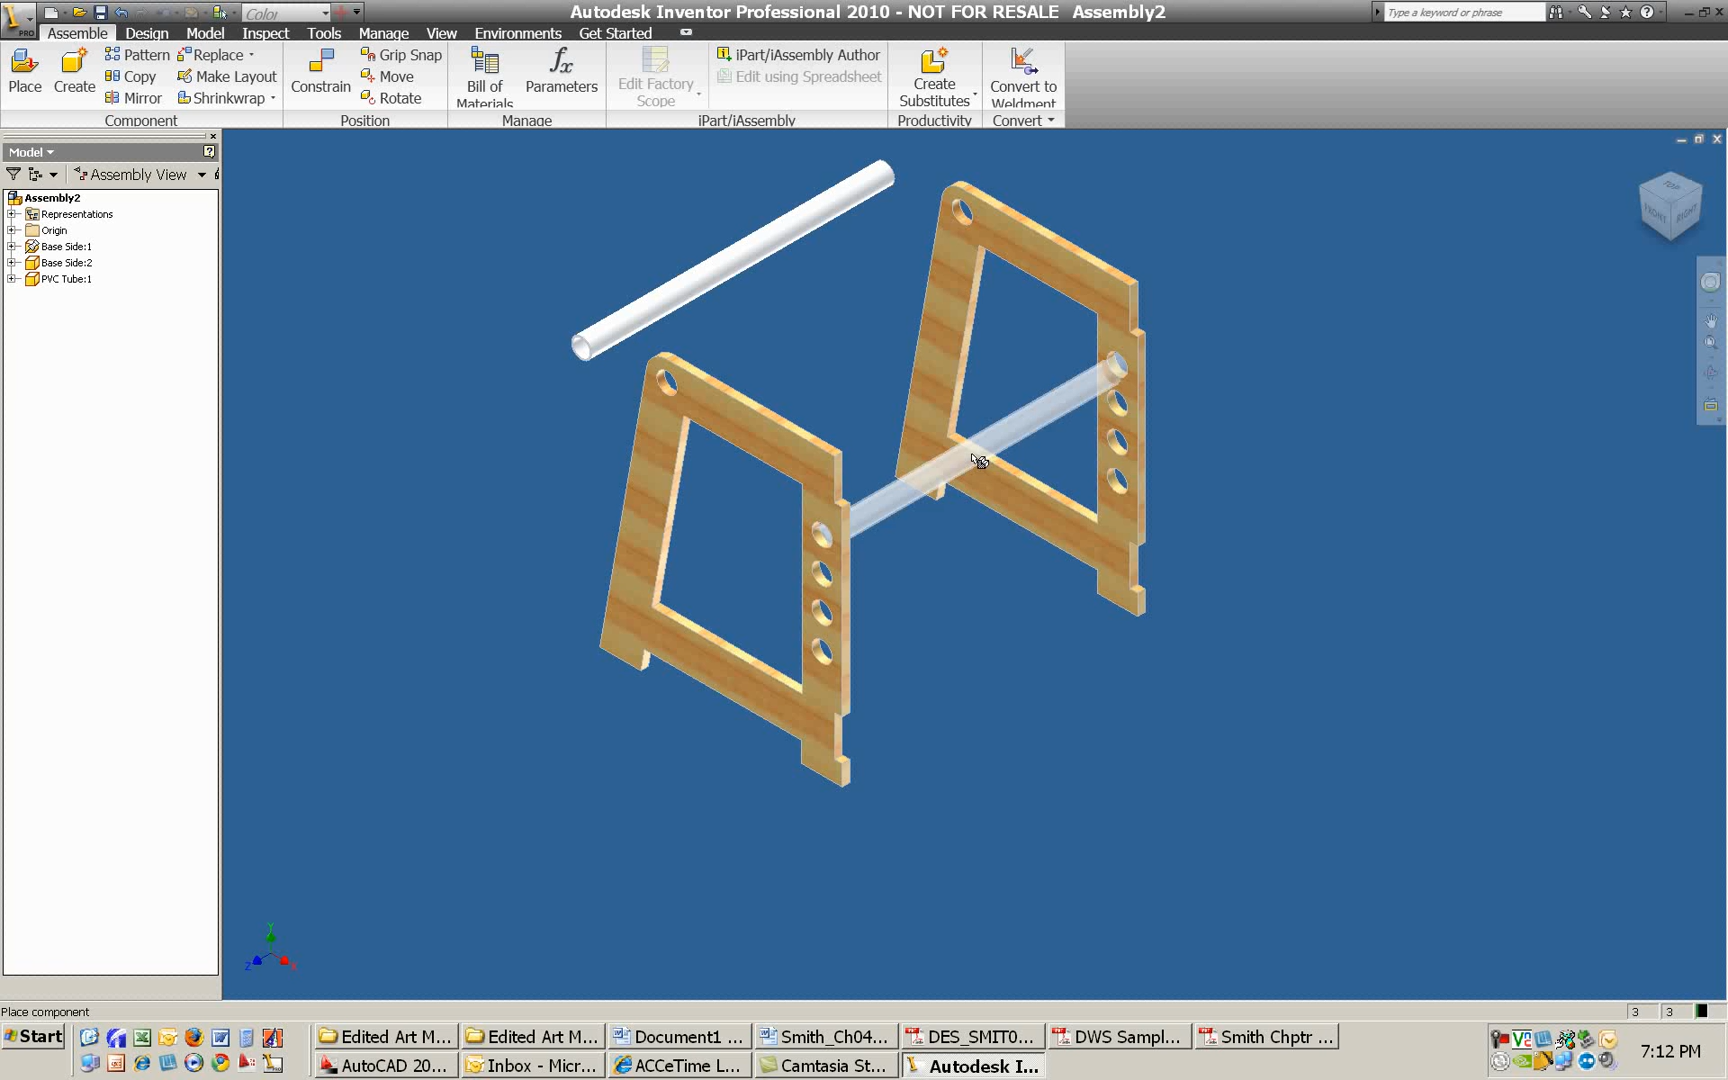 Autodesk Inventor Professional 2010 - NOT FOR RESALE Assembly2
Color
Type a keyword or phrase
PRO
Assemble Design Model Inspect Tools Manage View Environments Get Started
Place
Create
Pattern
Copy
Mirror
Replace
Make Layout
Shrinkwrap
Component
Constrain
Grip Snap
Move
Rotate
Position
Bill of
Materials
fx
Parameters
Manage
Edit Factory
Scope
iPart/iAssembly Author
Edit using Spreadsheet
iPart/iAssembly
Create
Substitutes
Productivity
Convert to
Weldment
Convert
Model
Assembly View
Assembly2
Representations
Origin
Base Side:1
Base Side:2
PVC Tube:1
TOP
FRONT
RIGHT
Y
Z
Place component
3 3
Start
Edited Art M...
Edited Art M...
Document1 ...
Smith_Ch04...
DES_SMIT0...
DWS Sampl...
Smith Chptr ...
AutoCAD 20...
Inbox - Micr...
ACCeTime L...
Camtasia St...
Autodesk I...
7:12 PM